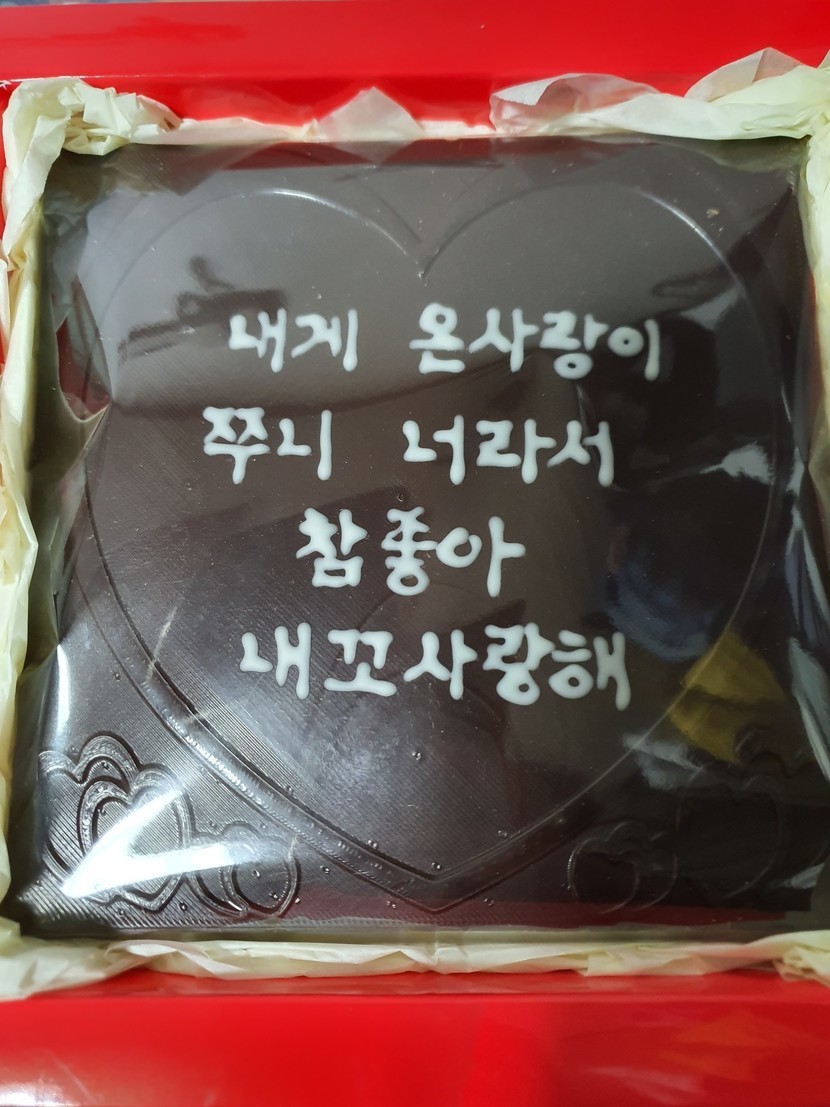 내게 온사랑이
쭈니 너라서
참좋아
내꼬사랑해